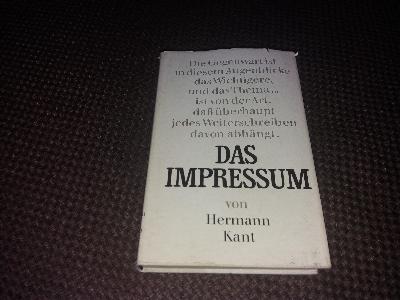 Die Gegenwart ist
in diesem Augenblicke
das Wichtigere,
und das Thema...
ist von der Art,
daß überhaupt
jedes Weiterschreiben
davon abhängt.
DAS
IMPRESSUM
von
Hermann
Kant